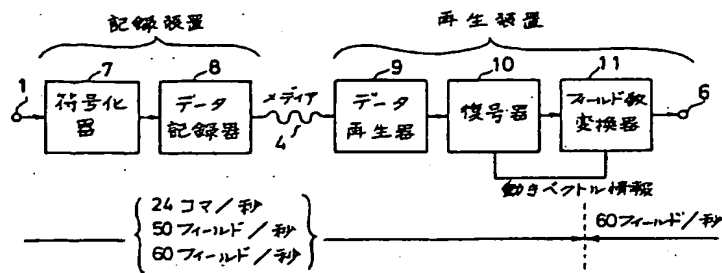 記録装置
再生装置
1
7
8
9
10
11
6
符号化器
データ記録器
メディア
4
データ再生器
復号器
フィールド数変換器
動きベクトル情報
24コマ/秒
50フィールド/秒
60フィールド/秒
60フィールド/秒